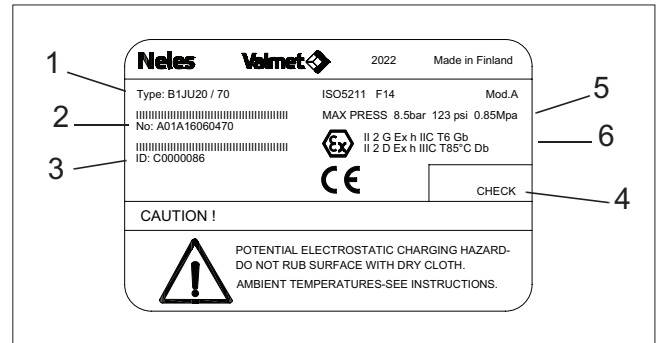 Neles Valmet 2022 Made in Finland
1
Type: B1JU20 / 70 ISO5211 F14 Mod.A
MAX PRESS 8.5bar 123 psi 0.85Mpa 5
2
No: A01A16060470
Ex II 2 G Ex h IIC T6 Gb 6
II 2 D Ex h IIIC T85°C Db
3
ID: C0000086
CE
CHECK 4
CAUTION !
POTENTIAL ELECTROSTATIC CHARGING HAZARD-
DO NOT RUB SURFACE WITH DRY CLOTH.
AMBIENT TEMPERATURES-SEE INSTRUCTIONS.